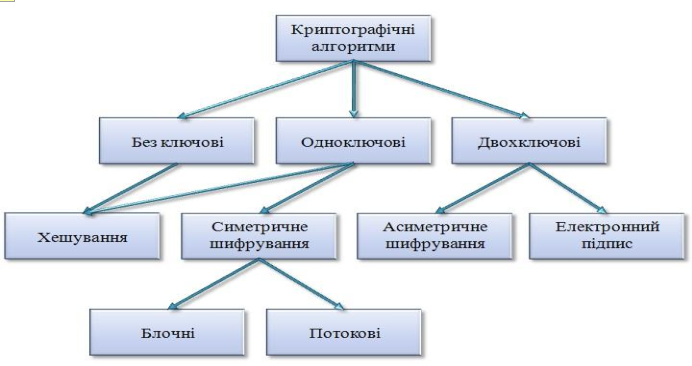 Криптографічні
алгоритми
Без ключові
Одноключові
Двохключові
Хешування
Симетричне
шифрування
Асиметричне
шифрування
Електронний
підпис
Блочні
Потокові